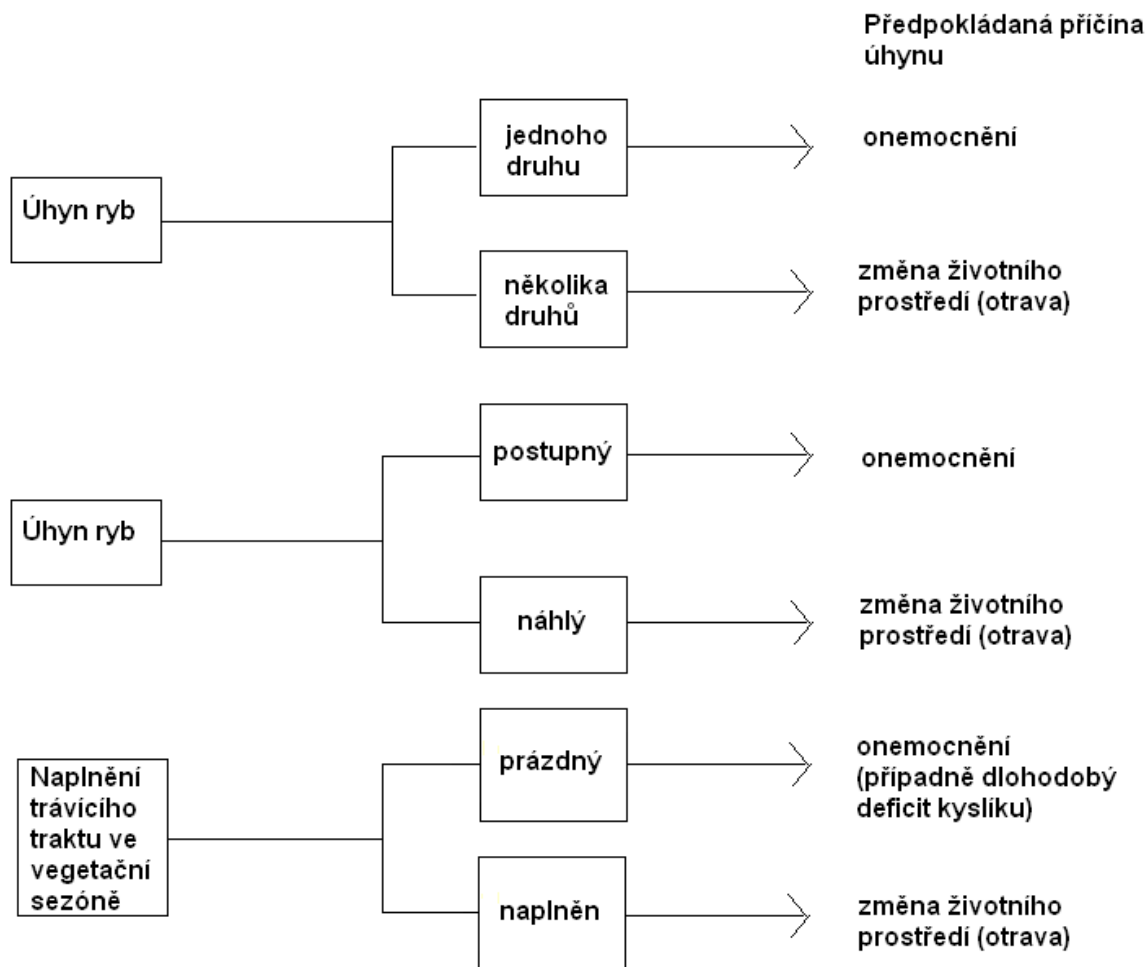 Předpokládaná příčína
úhynu
jednoho
druhu
onemocnění
Úhyn ryb
několika
druhů
změna životního
prostředí (otrava)
postupný
onemocnění
Úhyn ryb
náhlý
změna životního
prostředí (otrava)
prázdný
onemocnění
(případně dlohodobý
deficit kyslíku)
Naplnění
trávícího
traktu ve
vegetační
sezóně
naplněn
změna životního
prostředí (otrava)